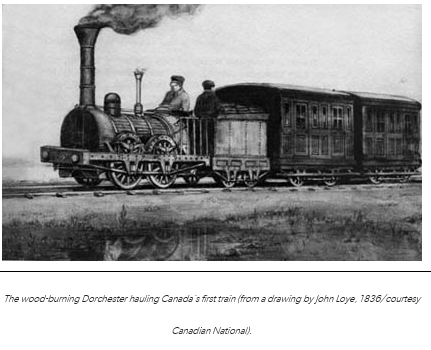 The wood-burning Dorchester hauling Canada's first train (from a drawing by John Loye, 1836/courtesy
Canadian National).